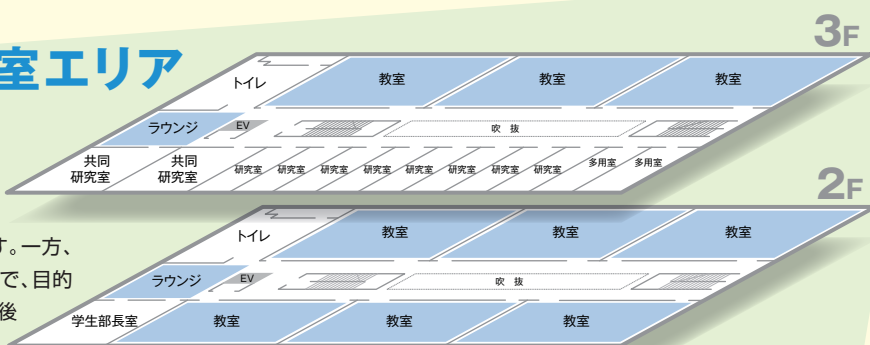 3F
室エリア
トイレ
教室
教室
教室
ラウンジ
EV
吹抜
共同
研究室
共同
研究室
研究室
研究室
研究室
研究室
研究室
研究室
研究室
研究室
多用室
多用室
2F
す。一方、
で、目的
後
トイレ
教室
教室
教室
ラウンジ
EV
吹抜
学生部長室
教室
教室
教室